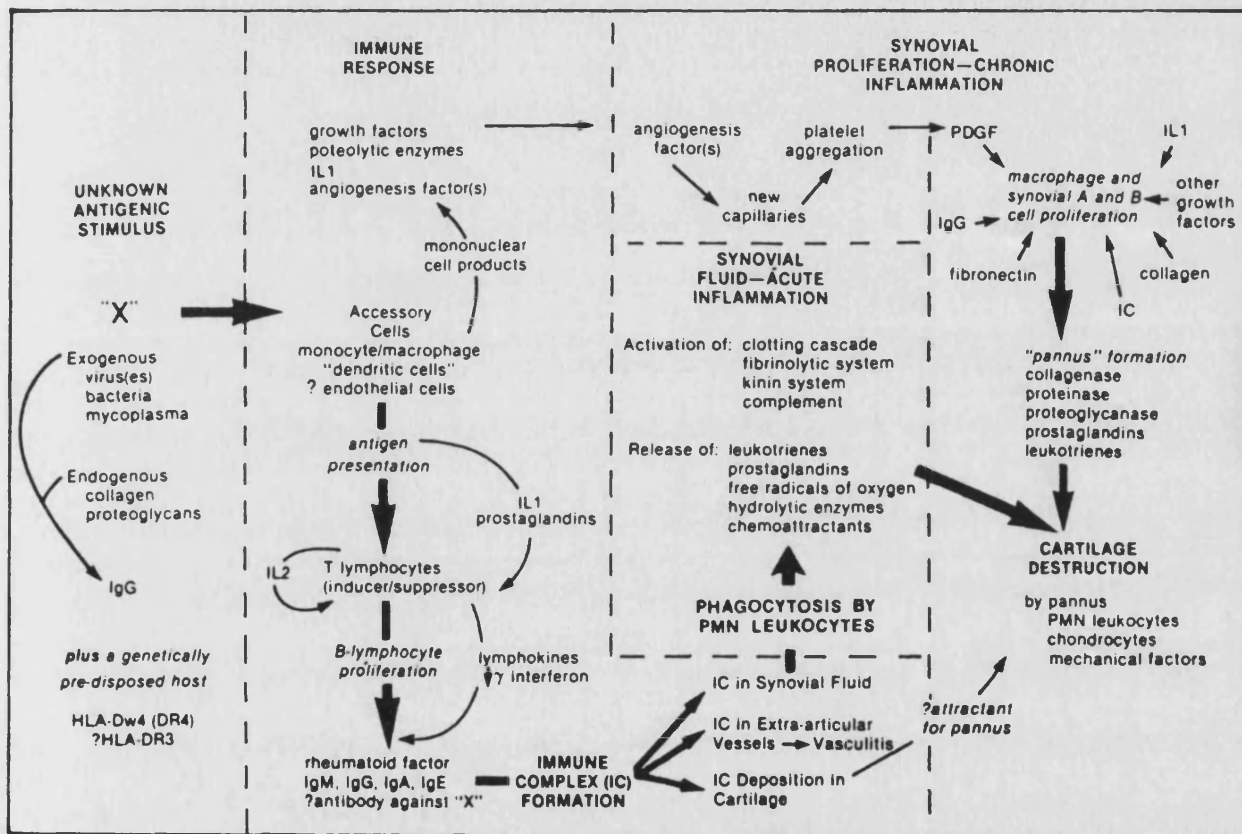 UNKNOWN
ANTIGENIC
STIMULUS
"X"
Exogenous
virus(es)
bacteria
mycoplasma
Endogenous
collagen
proteoglycans
IgG
plus a genetically
pre-disposed host
HLA-Dw4 (DR4)
?HLA-DR3
IMMUNE
RESPONSE
growth factors
poteolytic enzymes
IL1
angiogenesis factor(s)
mononuclear
cell products
Accessory
Cells
monocyte/macrophage
"dendritic cells"
? endothelial cells
antigen
presentation
IL1
prostaglandins
IL2
T lymphocytes
(inducer/suppressor)
B-lymphocyte
proliferation
lymphokines
γ interferon
rheumatoid factor
IgM, IgG, IgA, IgE
?antibody against "X"
IMMUNE
COMPLEX (IC)
FORMATION
SYNOVIAL
PROLIFERATION—CHRONIC
INFLAMMATION
angiogenesis
factor(s)
platelet
aggregation
new
capillaries
PDGF
IL1
macrophage and
synovial A and B
cell proliferation
other
growth
factors
IgG
fibronectin
IC
collagen
SYNOVIAL
FLUID—ACUTE
INFLAMMATION
Activation of: clotting cascade
fibrinolytic system
kinin system
complement
Release of: leukotrienes
prostaglandins
free radicals of oxygen
hydrolytic enzymes
chemoattractants
PHAGOCYTOSIS BY
PMN LEUKOCYTES
IC in Synovial Fluid
IC in Extra-articular
Vessels → Vasculitis
IC Deposition in
Cartilage
"pannus" formation
collagenase
proteinase
proteoglycanase
prostaglandins
leukotrienes
CARTILAGE
DESTRUCTION
by pannus
PMN leukocytes
chondrocytes
mechanical factors
?attractant
for pannus